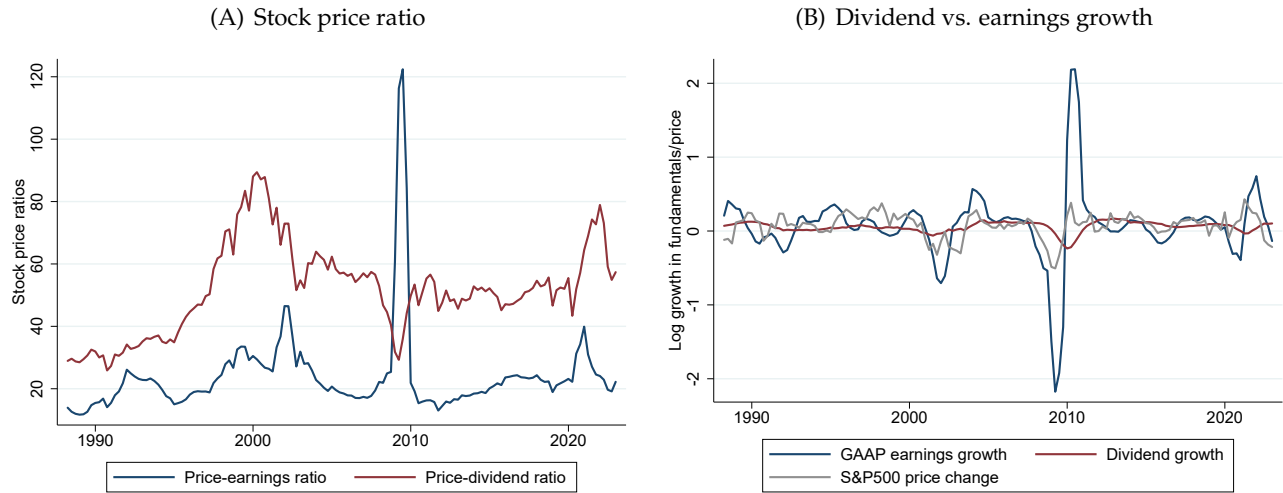 (A) Stock price ratio
120
100
80
60
40
20
Stock price ratios
1990
2000
2010
2020
Price-earnings ratio
Price-dividend ratio
(B) Dividend vs. earnings growth
2
1
0
-1
-2
Log growth in fundamentals/price
1990
2000
2010
2020
GAAP earnings growth
Dividend growth
S&P500 price change